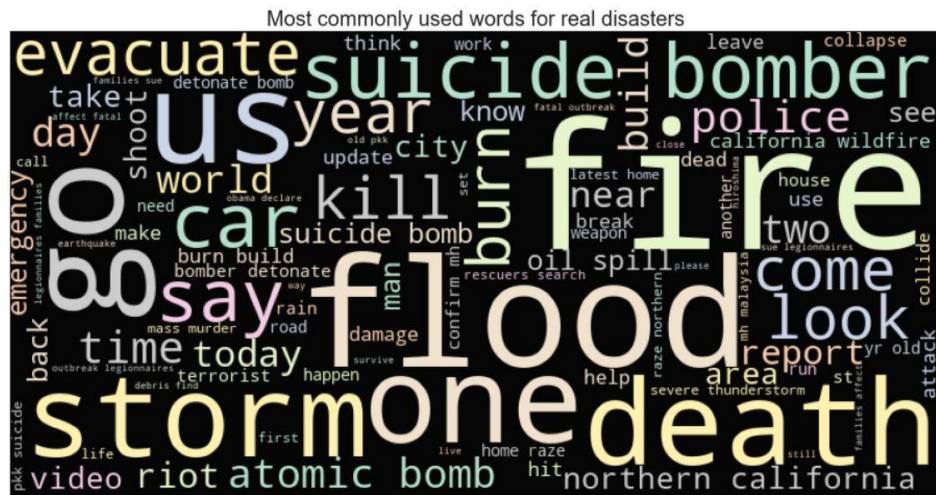 Most commonly used words for real disasters
evacuate
families sue
detonate bomb
affect fatal
take
day
shoot
us
year
think
work
suicide bomber
know
fatal outbreak
build
leave
collapse
police
see
call
old pkk
update
city
burn
set
fire
close
california wildfire
dead
latest home
near
house
another
hiroshima
use
world
obama declare
kill
break
weapon
two
sue legionnaires
go
emergency
legionnaires families
need
make
earthquake
car
suicide bomb
burn build
bomber detonate
man
confirm mh
oil spill
rescuers search
please
come
collide
say
way
rain
mass murder
road
flood
damage
raze northern
mh malaysia
look
back
time
today
outbreak legionnaires
terrorist
debris find
happen
survive
one
help
report
yr old
area
run
st
attack
severe thunderstorm
families affect
storm
death
pkk suicide
life
first
live
home raze
hit
still
video
riot
atomic bomb
northern california